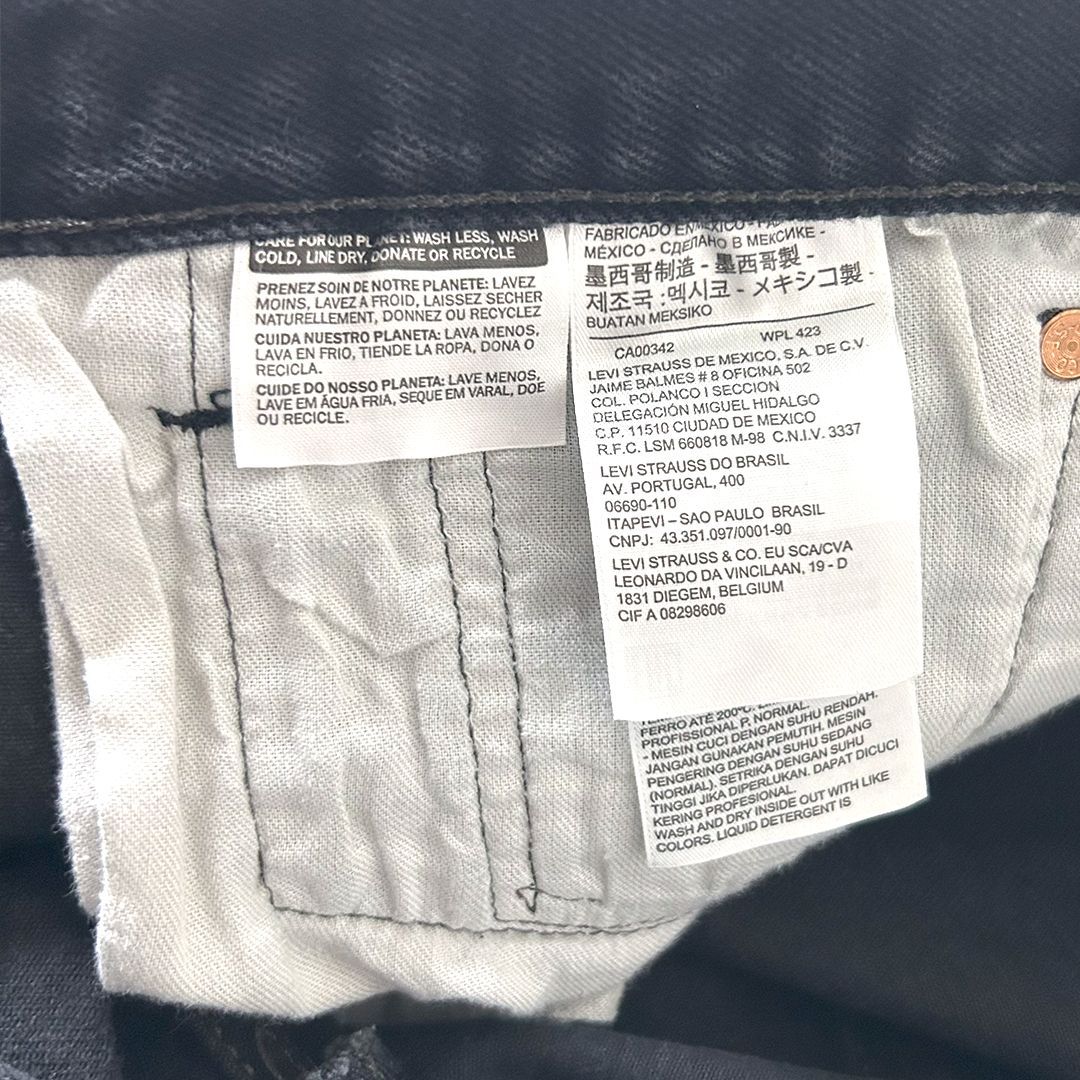 CARE FOR OUR PLANET: WASH LESS, WASH
COLD, LINE DRY, DONATE OR RECYCLE
PRENEZ SOIN DE NOTRE PLANETE: LAVEZ
MOINS, LAVEZ A FROID, LAISSEZ SECHER
NATURELLEMENT, DONNEZ OU RECYCLEZ
CUIDA NUESTRO PLANETA: LAVA MENOS,
LAVA EN FRIO, TIENDE LA ROPA, DONA O
RECICLA.
CUIDE DO NOSSO PLANETA: LAVE MENOS,
LAVE EM ÁGUA FRIA, SEQUE EM VARAL, DOE
OU RECICLE.
FABRICADO EN MÉXICO -
MÉXICO - СДЕЛАНО В МЕКСИКЕ -
墨西哥制造 - 墨西哥製 -
제조국 :멕시코 - メキシコ製 -
BUATAN MEKSIKO
CA00342 WPL 423
LEVI STRAUSS DE MEXICO, S.A. DE C.V.
JAIME BALMES # 8 OFICINA 502
COL. POLANCO I SECCION
DELEGACIÓN MIGUEL HIDALGO
C.P. 11510 CIUDAD DE MEXICO
R.F.C. LSM 660818 M-98 C.N.I.V. 3337
LEVI STRAUSS DO BRASIL
AV. PORTUGAL, 400
06690-110
ITAPEVI – SAO PAULO BRASIL
CNPJ: 43.351.097/0001-90
LEVI STRAUSS & CO. EU SCA/CVA
LEONARDO DA VINCILAAN, 19 - D
1831 DIEGEM, BELGIUM
CIF A 08298606
FERRO ATÉ 200ºC.
PROFISSIONAL P, NORMAL.
- MESIN CUCI DENGAN SUHU RENDAH.
JANGAN GUNAKAN PEMUTIH. MESIN
PENGERING DENGAN SUHU SEDANG
(NORMAL). SETRIKA DENGAN SUHU
TINGGI JIKA DIPERLUKAN. DAPAT DICUCI
KERING PROFESIONAL.
WASH AND DRY INSIDE OUT WITH LIKE
COLORS. LIQUID DETERGENT IS